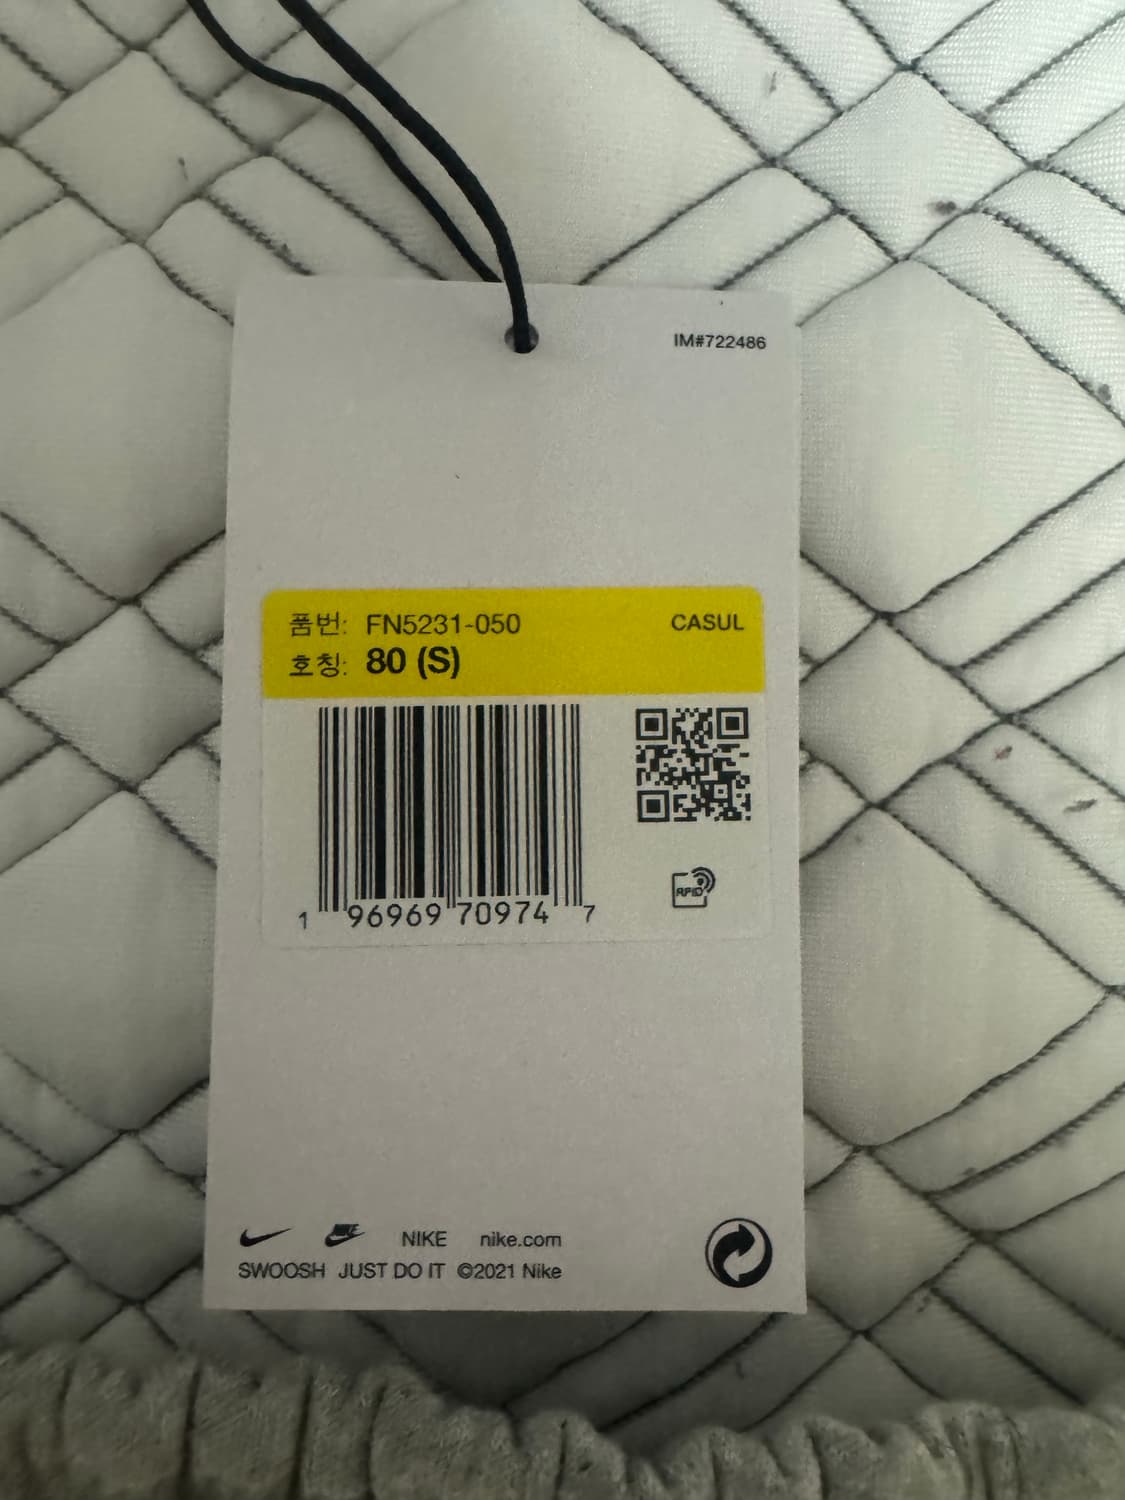 IM#722486
품번: FN5231-050 CASUL
호칭: 80 (S)
RFID
1 96969 70974 7
NIKE NIKE nike.com
SWOOSH JUST DO IT ©2021 Nike